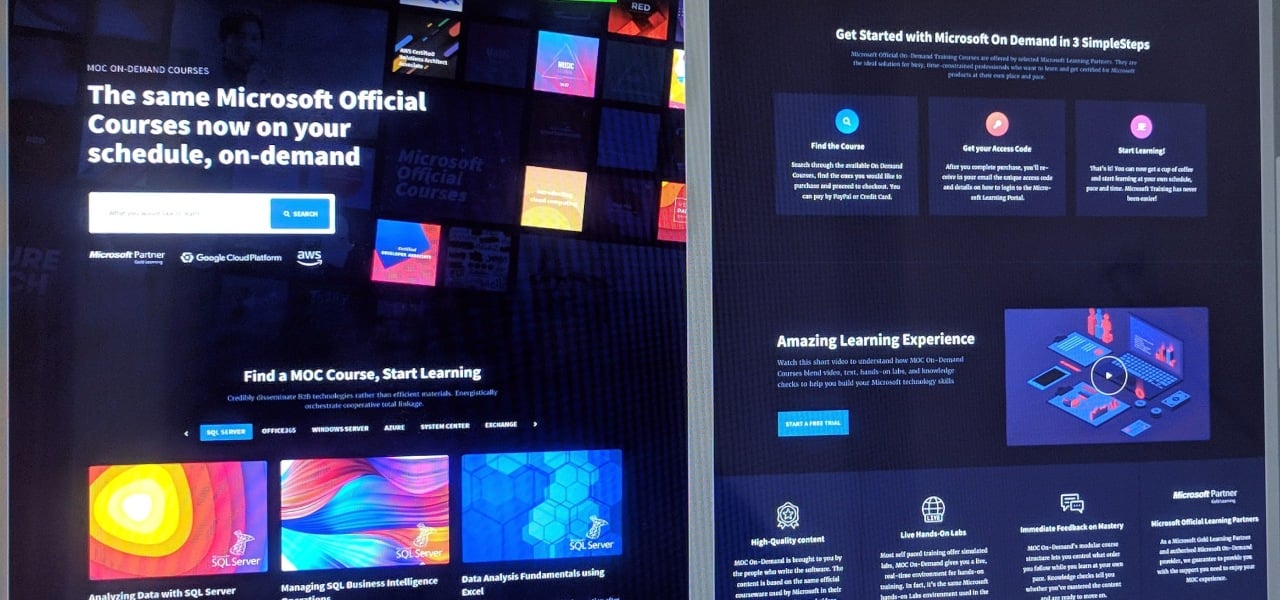 RED
AWS Certified
Solutions Architect
Associate
MUSIC
MOC ON-DEMAND COURSES
The same Microsoft Official
Courses now on your
schedule, on-demand
RED
Microsoft
Official
Courses
Introducing
cloud computing
What you would like to learn?
SEARCH
Microsoft Partner
Gold Learning
Google Cloud Platform
aws
Certified
DEVELOPER ASSOCIATE
Find a MOC Course, Start Learning
Credibly disseminate B2B technologies rather than efficient materials. Energistically
orchestrate cooperative total linkage.
SQL SERVER
OFFICE365
WINDOWS SERVER
AZURE
SYSTEM CENTER
EXCHANGE
SQL Server
SQL Server
SQL Server
Analyzing Data with SQL Server
Managing SQL Business Intelligence
Operations
Data Analysis Fundamentals using
Excel
Get Started with Microsoft On Demand in 3 SimpleSteps
Microsoft Official On-Demand Training Courses are offered by selected Microsoft Learning Partners. They are
the ideal solution for busy, time-constrained professionals who want to learn and get certified for Microsoft
products at their own place and pace.
Find the Course
Search through the available On Demand
Courses, find the ones you would like to
purchase and proceed to checkout. You
can pay by PayPal or Credit Card.
Get your Access Code
After you complete purchase, you'll re-
ceive in your email the unique access code
and details on how to login to the Micro-
soft Learning Portal.
Start Learning!
That's it! You can now get a cup of coffee
and start learning at your own schedule,
pace and time. Microsoft Training has never
been easier!
Amazing Learning Experience
Watch this short video to understand how MOC On-Demand
Courses blend video, text, hands-on labs, and knowledge
checks to help you build your Microsoft technology skills
START A FREE TRIAL
High-Quality content
MOC On-Demand is brought to you by
the people who write the software. The
content is based on the same official
courseware used by Microsoft in their
LIVE
Live Hands-On Labs
Most self paced training offer simulated
labs, MOC On-Demand gives you a live,
real-time environment for hands-on
training. In fact, it's the same Microsoft
hands-on Labs environment used in the
Immediate Feedback on Mastery
MOC On-Demand's modular course
structure lets you control what order
you follow while you learn at your own
pace. Knowledge checks tell you
whether you've mastered the content
and are ready to move on.
Microsoft Partner
Gold Learning
Microsoft Official Learning Partners
As a Microsoft Gold Learning Partner
and authorised Microsoft On-Demand
provider, we guarantee to provide you
with the support you need to enjoy your
MOC experience.